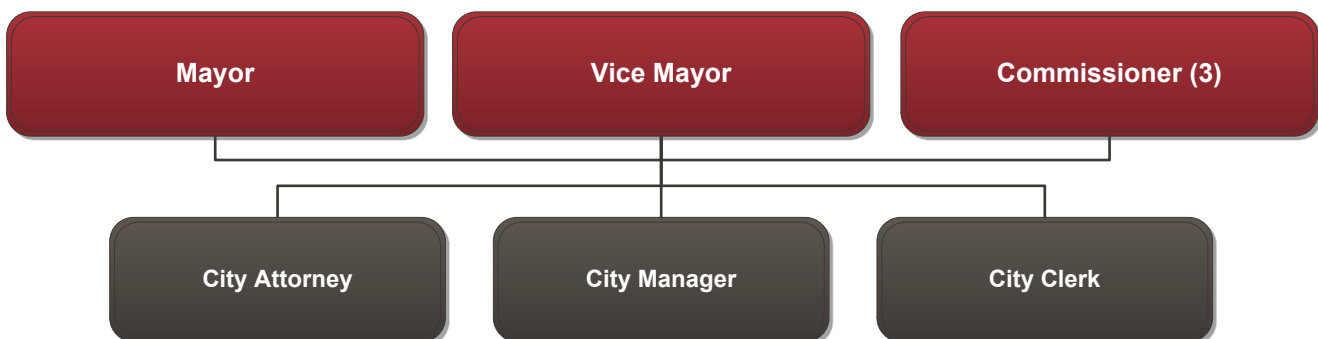 Mayor
Vice Mayor
Commissioner (3)
City Attorney
City Manager
City Clerk